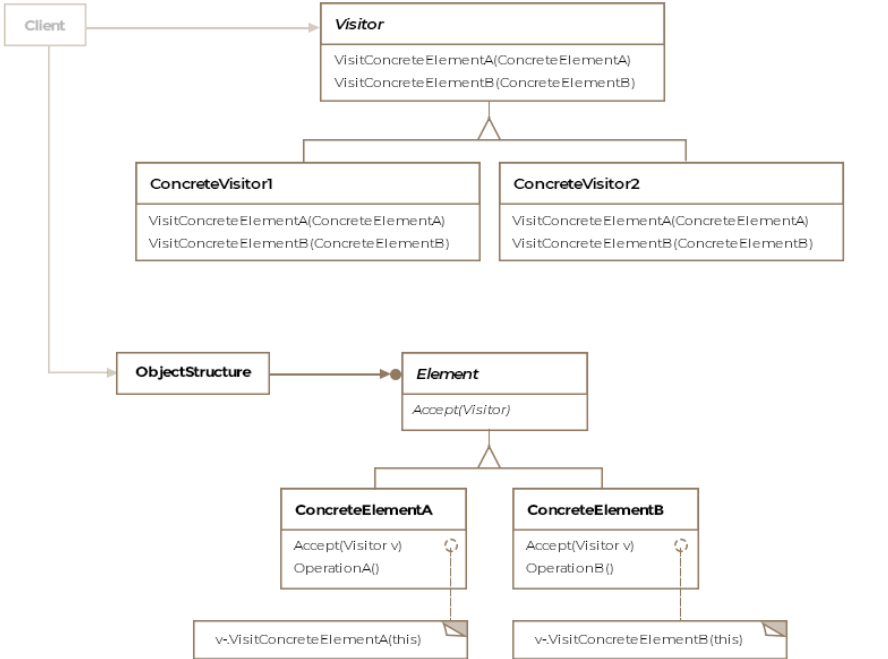 Client
Visitor
VisitConcreteElementA(ConcreteElementA)
VisitConcreteElementB(ConcreteElementB)
ConcreteVisitor1
VisitConcreteElementA(ConcreteElementA)
VisitConcreteElementB(ConcreteElementB)
ConcreteVisitor2
VisitConcreteElementA(ConcreteElementA)
VisitConcreteElementB(ConcreteElementB)
ObjectStructure
Element
Accept(Visitor)
ConcreteElementA
Accept(Visitor v)
OperationA()
ConcreteElementB
Accept(Visitor v)
OperationB()
v-.VisitConcreteElementA(this)
v-.VisitConcreteElementB(this)